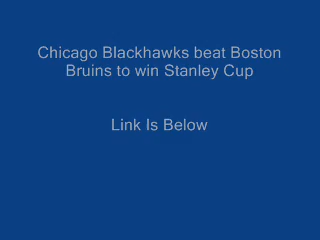 Chicago Blackhawks beat Boston
Bruins to win Stanley Cup
Link Is Below